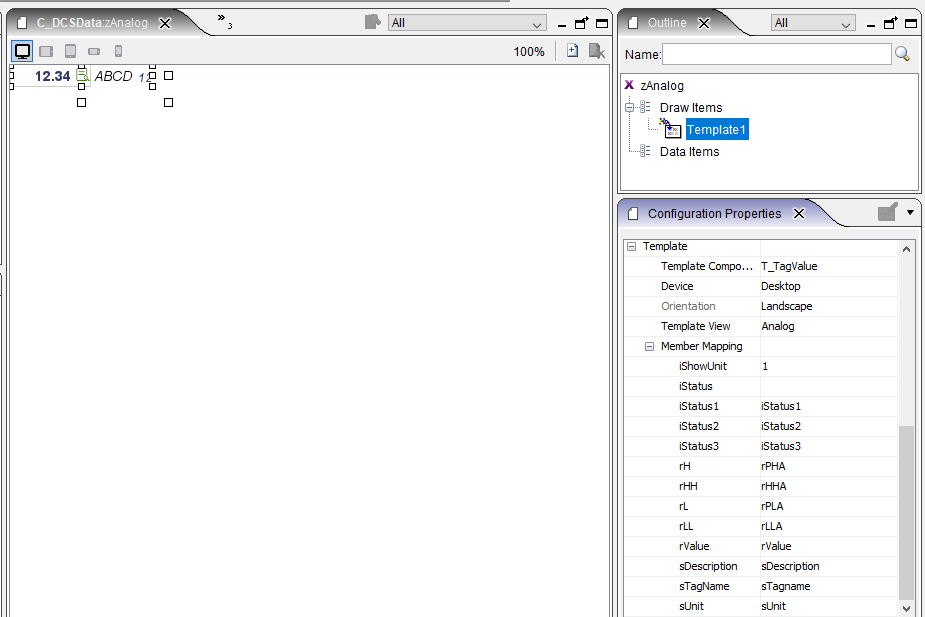 C_DCSData:zAnalog
»3
All
100%
12.34 ABCD 12
Outline
All
Name:
zAnalog
Draw Items
Template1
Data Items
Configuration Properties
Template
Template Compo... T_TagValue
Device Desktop
Orientation Landscape
Template View Analog
Member Mapping
iShowUnit 1
iStatus
iStatus1 iStatus1
iStatus2 iStatus2
iStatus3 iStatus3
rH rPHA
rHH rHHA
rL rPLA
rLL rLLA
rValue rValue
sDescription sDescription
sTagName sTagname
sUnit sUnit